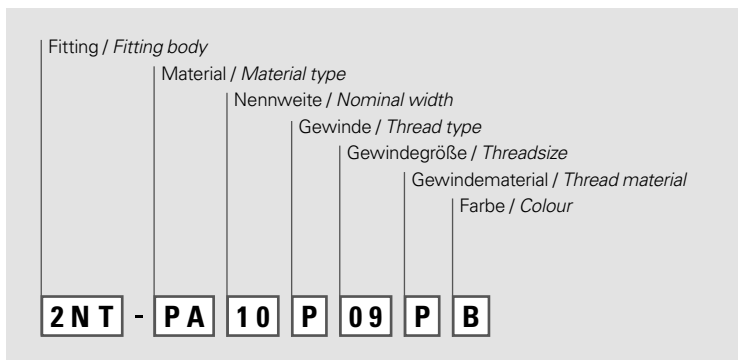 Fitting / Fitting body
Material / Material type
Nennweite / Nominal width
Gewinde / Thread type
Gewindegröße / Threadsize
Gewindematerial / Thread material
Farbe / Colour
2NT - PA 10 P 09 P B